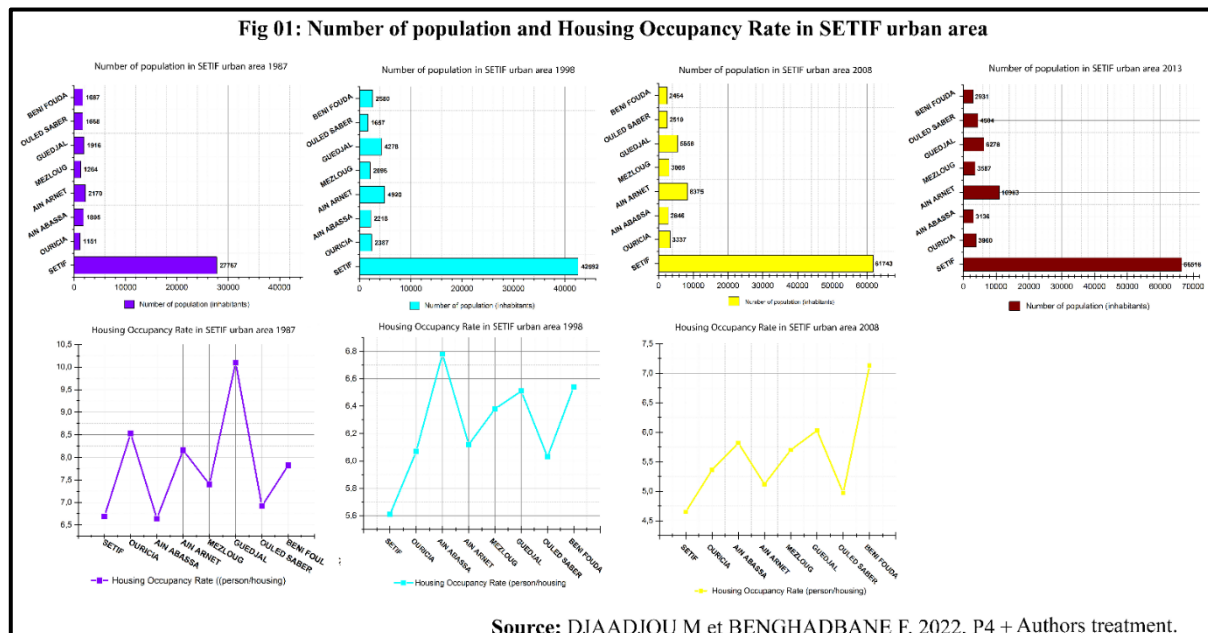 Fig 01: Number of population and Housing Occupancy Rate in SETIF urban area
Number of population in SETIF urban area 1987
BENI FOUDA 1687
OULED SABER 1658
GUEDJAL 1916
MEZLOUG 1264
AIN ARNET 2170
AIN ABASSA 1895
OURICIA 1151
SETIF 27767
0 10000 20000 30000 40000
Number of population (inhabitants)
Number of population in SETIF urban area 1998
BENI FOUDA 2580
OULED SABER 1657
GUEDJAL 4278
MEZLOUG 2095
AIN ARNET 4920
AIN ABASSA 2215
OURICIA 2387
SETIF
0 10000 20000 30000 40000
Number of population (inhabitants)
Number of population in SETIF urban area 2008
BENI FOUDA 2454
OULED SABER 2510
GUEDJAL 5558
MEZLOUG
AIN ARNET 8375
AIN ABASSA 2846
OURICIA 3337
SETIF 61743
0 10000 20000 30000 40000 50000 60000
Number of population (inhabitants)
Number of population in SETIF urban area 2013
BENI FOUDA 2931
OULED SABER
GUEDJAL 6278
MEZLOUG 3587
AIN ARNET
AIN ABASSA 3136
OURICIA 3960
SETIF
0 10000 20000 30000 40000 50000 60000 70000
Number of population (inhabitants)
Housing Occupancy Rate in SETIF urban area 1987
10,5
10,0
9,5
9,0
8,5
8,0
7,5
7,0
6,5
SETIF OURICIA AIN ABASSA AIN ARNET MEZLOUG GUEDJAL OULED SABER BENI FOUL
Housing Occupancy Rate ((person/housing)
Housing Occupancy Rate in SETIF urban area 1998
6.8
6,6
6,4
6,2
6,0
5,8
5,6
SETIF OURICIA AIN ABASSA AIN ARNET MEZLOUG GUEDJAL OULED SABER BENI FOUDA
Housing Occupancy Rate (person/housing
Housing Occupancy Rate in SETIF urban area 2008
7,5
7,0
6,5
6,0
5,5
5,0
4,5
SETIF OURICIA AIN ABASSA AIN ARNET MEZLOUG GUEDJAL OULED SABER BENI FOUDA
Housing Occupancy Rate (person/housing)
Source: DJAADJOU M et BENGHADBANE F, 2022, P4 + Authors treatment.